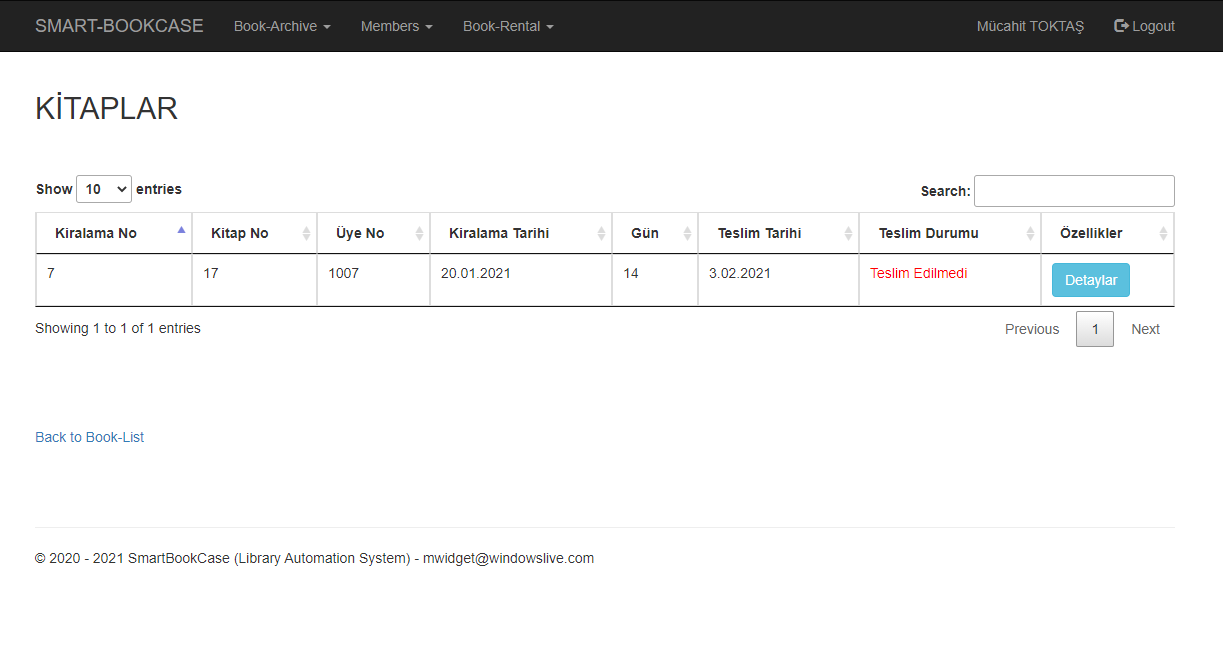 SMART-BOOKCASE Book-Archive Members Book-Rental Mücahit TOKTAŞ Logout
KİTAPLAR
Show 10 entries Search:
Kiralama No Kitap No Üye No Kiralama Tarihi Gün Teslim Tarihi Teslim Durumu Özellikler
7 17 1007 20.01.2021 14 3.02.2021 Teslim Edilmedi Detaylar
Showing 1 to 1 of 1 entries Previous 1 Next
Back to Book-List
© 2020 - 2021 SmartBookCase (Library Automation System) - mwidget@windowslive.com